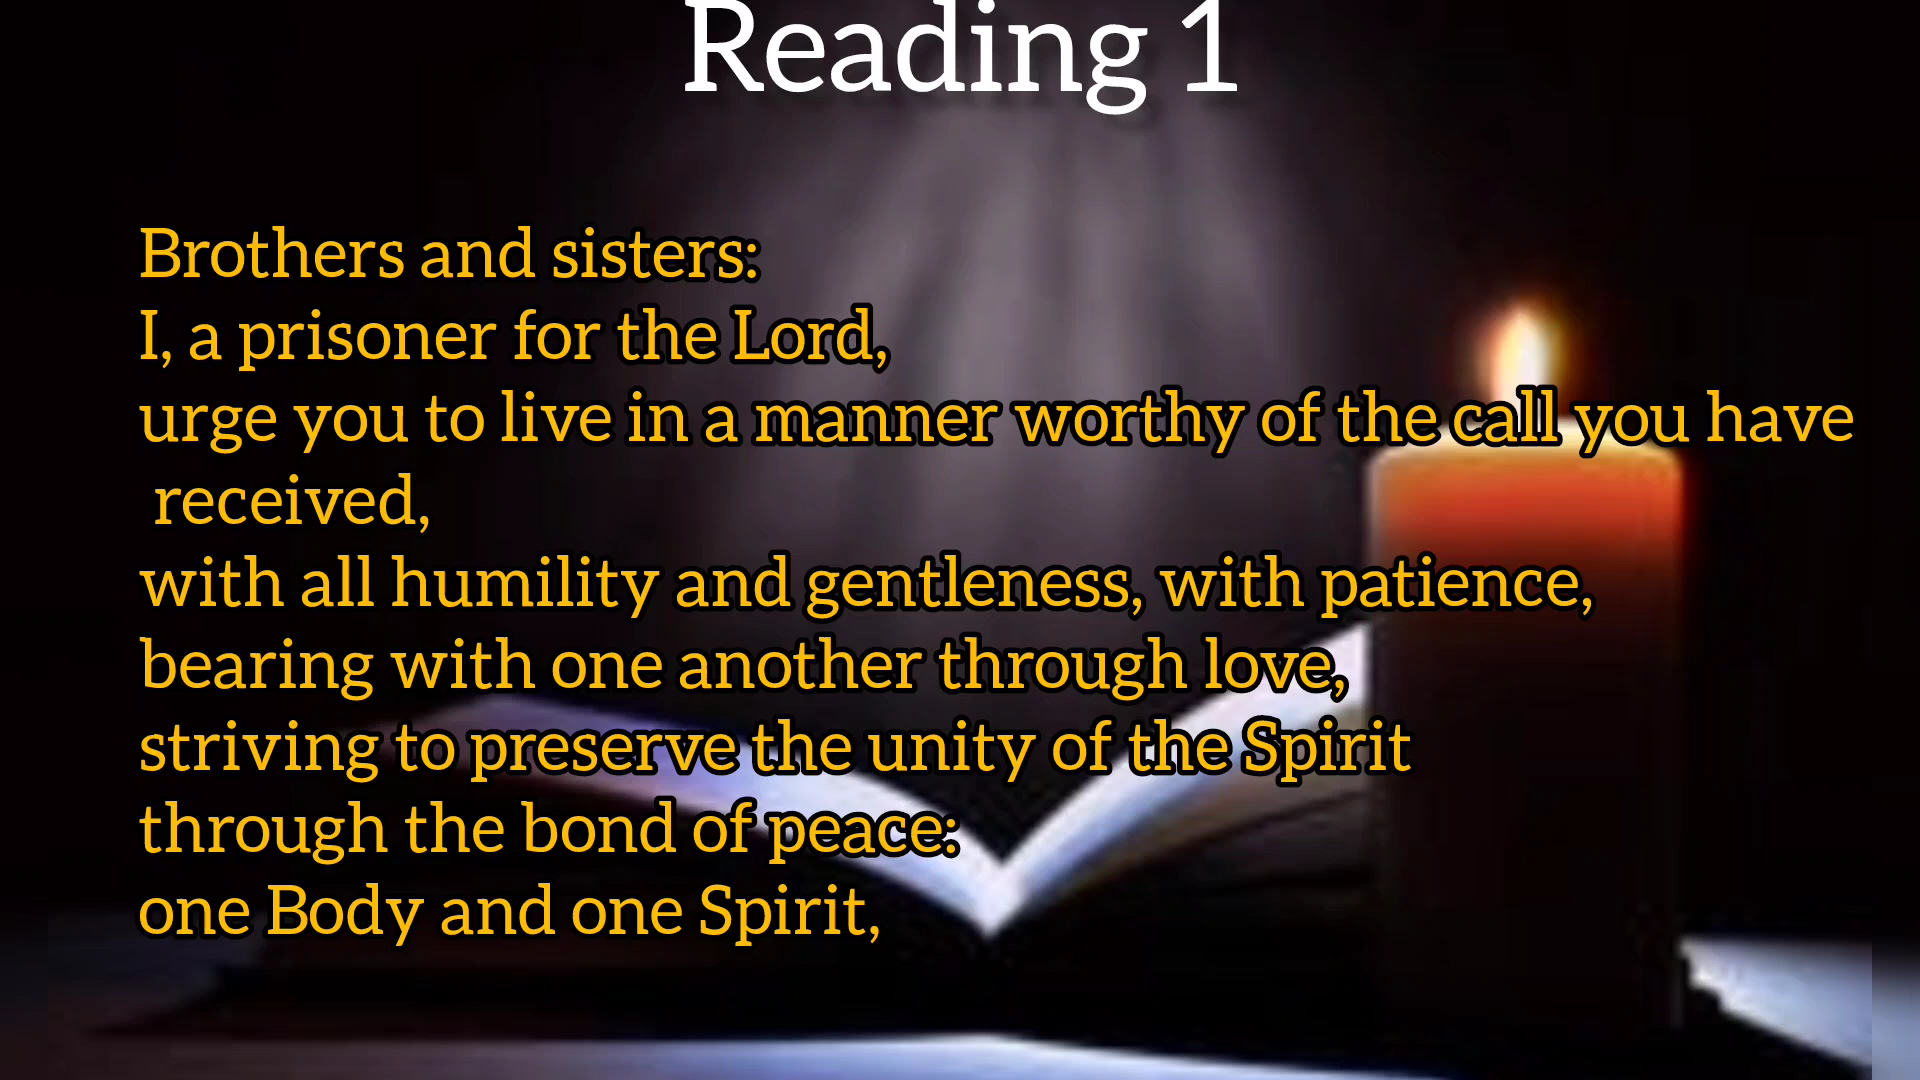 Reading 1
Brothers and sisters:
I, a prisoner for the Lord,
urge you to live in a manner worthy of the call you have
received,
with all humility and gentleness, with patience,
bearing with one another through love,
striving to preserve the unity of the Spirit
through the bond of peace:
one Body and one Spirit,